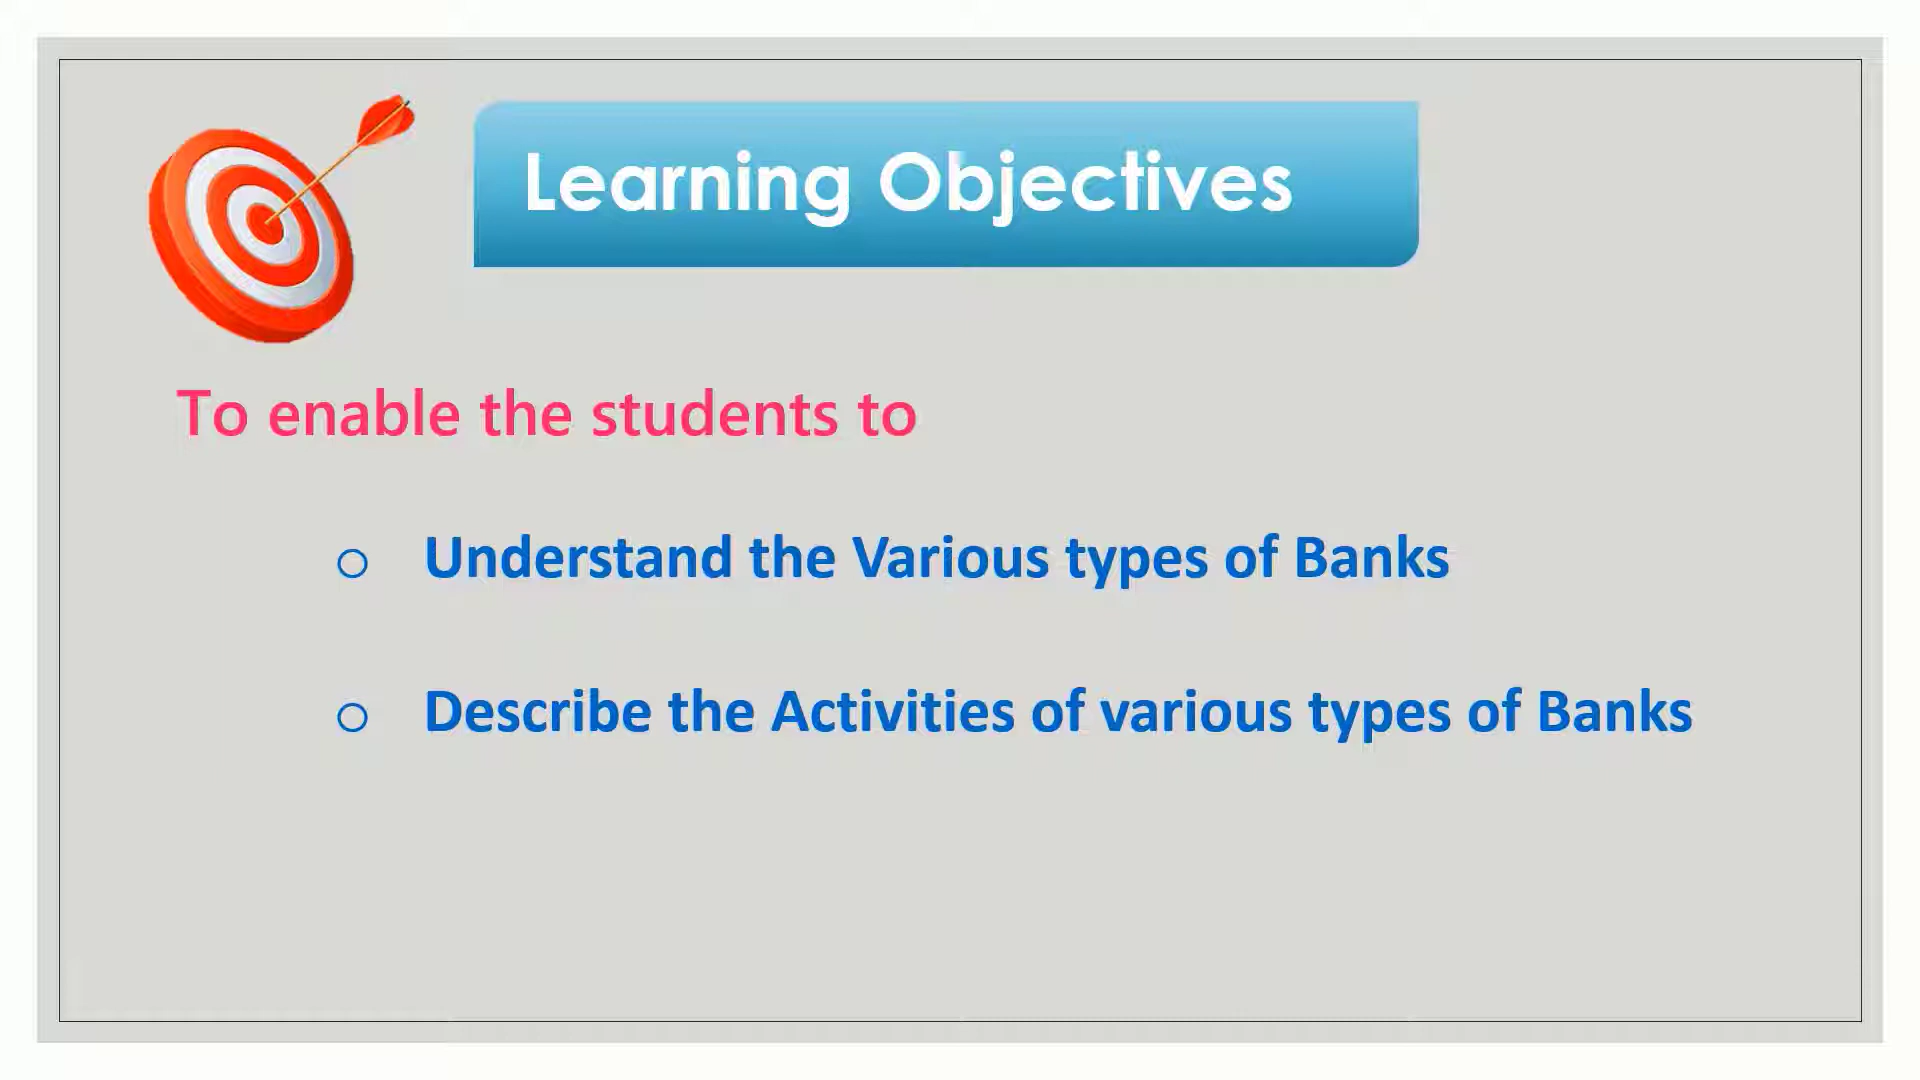 Learning Objectives
To enable the students to
o Understand the Various types of Banks
o Describe the Activities of various types of Banks